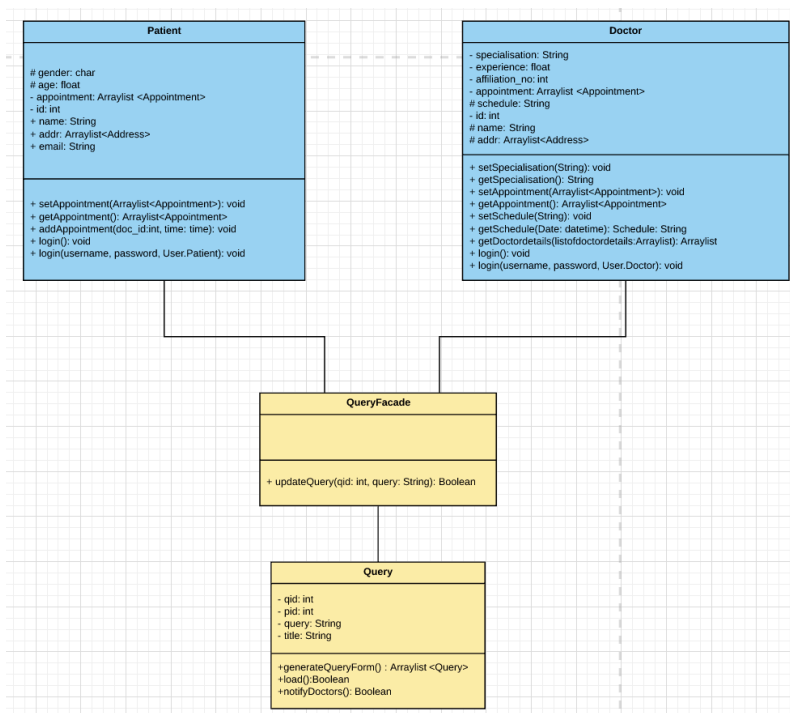 Patient
# gender: char
# age: float
- appointment: Arraylist <Appointment>
- id: int
+ name: String
+ addr: Arraylist<Address>
+ email: String
+ setAppointment(Arraylist<Appointment>): void
+ getAppointment(): Arraylist<Appointment>
+ addAppointment(doc_id:int, time: time): void
+ login(): void
+ login(username, password, User.Patient): void
Doctor
- specialisation: String
- experience: float
- affiliation_no: int
- appointment: Arraylist <Appointment>
# schedule: String
- id: int
# name: String
# addr: Arraylist<Address>
+ setSpecialisation(String): void
+ getSpecialisation(): String
+ setAppointment(Arraylist<Appointment>): void
+ getAppointment(): Arraylist<Appointment>
+ setSchedule(String): void
+ getSchedule(Date: datetime): Schedule: String
+ getDoctordetails(listofdoctordetails:Arraylist): Arraylist
+ login(): void
+ login(username, password, User.Doctor): void
QueryFacade
+ updateQuery(qid: int, query: String): Boolean
Query
- qid: int
- pid: int
- query: String
- title: String
+generateQueryForm() : Arraylist <Query>
+load():Boolean
+notifyDoctors(): Boolean